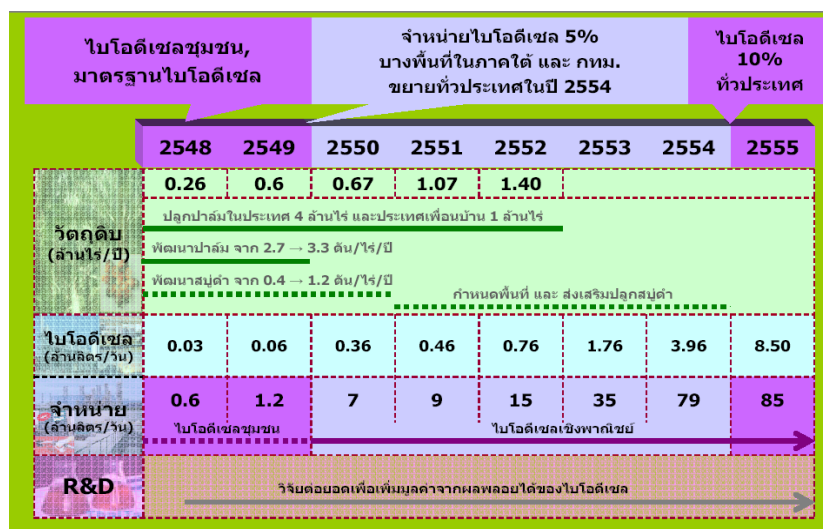 ไบโอดีเซลชุมชน,
มาตรฐานไบโอดีเซล
จำหน่ายไบโอดีเซล 5%
บางพื้นที่ในภาคใต้ และ กทม.
ขยายทั่วประเทศในปี 2554
ไบโอดีเซล
10%
ทั่วประเทศ
2548 2549 2550 2551 2552 2553 2554 2555
วัตถุดิบ
(ล้านไร่/ปี)
0.26 0.6 0.67 1.07 1.40
ปลูกปาล์มในประเทศ 4 ล้านไร่ และประเทศเพื่อนบ้าน 1 ล้านไร่
พัฒนาปาล์ม จาก 2.7 → 3.3 ตัน/ไร่/ปี
พัฒนาสบู่ดำ จาก 0.4 → 1.2 ตัน/ไร่/ปี
กำหนดพื้นที่ และ ส่งเสริมปลูกสบู่ดำ
ไบโอดีเซล
(ล้านลิตร/วัน)
0.03 0.06 0.36 0.46 0.76 1.76 3.96 8.50
จำหน่าย
(ล้านลิตร/วัน)
0.6 1.2 7 9 15 35 79 85
ไบโอดีเซลชุมชน ไบโอดีเซลเชิงพาณิชย์
R&D
วิจัยต่อยอดเพื่อเพิ่มมูลค่าจากผลพลอยได้ของไบโอดีเซล